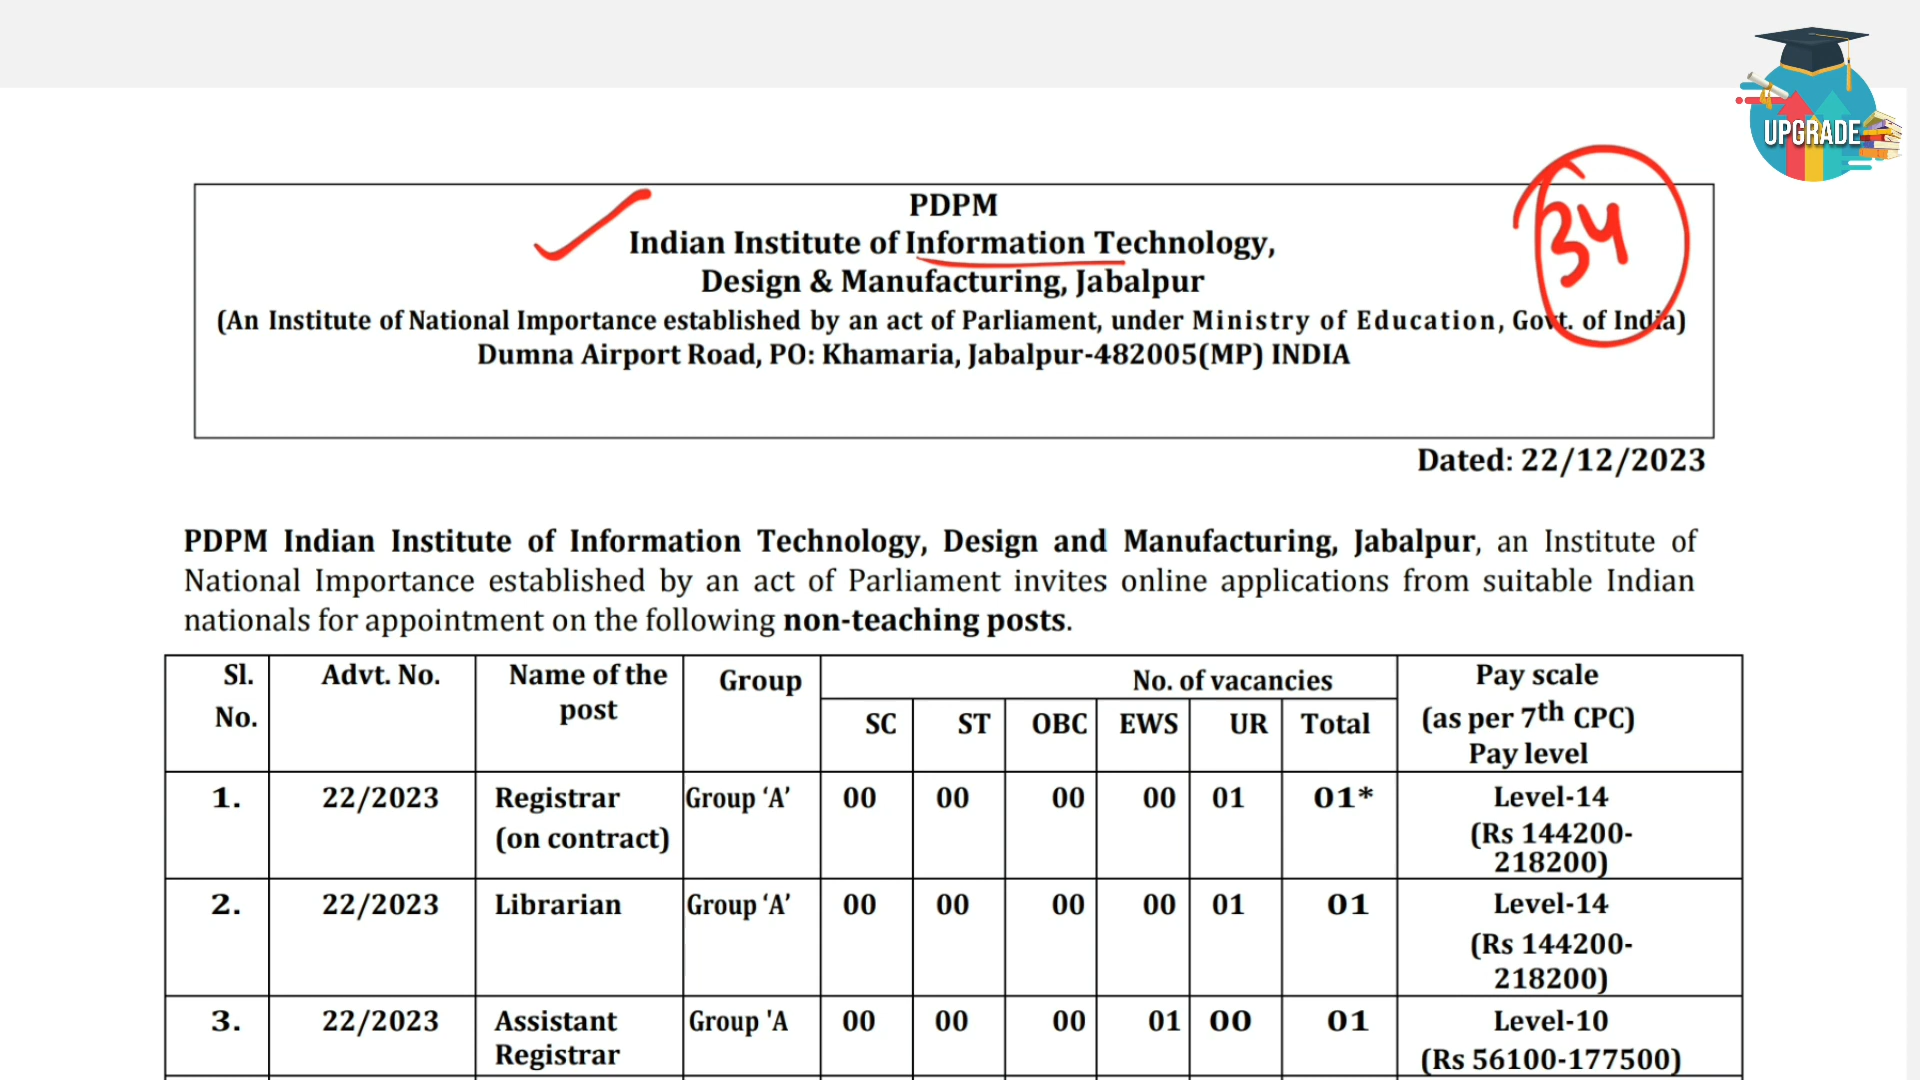 UPGRADE
34
PDPM
Indian Institute of Information Technology,
Design & Manufacturing, Jabalpur
(An Institute of National Importance established by an act of Parliament, under Ministry of Education, Govt. of India)
Dumna Airport Road, PO: Khamaria, Jabalpur-482005(MP) INDIA
Dated: 22/12/2023
PDPM Indian Institute of Information Technology, Design and Manufacturing, Jabalpur, an Institute of
National Importance established by an act of Parliament invites online applications from suitable Indian
nationals for appointment on the following non-teaching posts.
Sl. No. Advt. No. Name of the post Group No. of vacancies Pay scale (as per 7th CPC) Pay level
SC ST OBC EWS UR Total
1. 22/2023 Registrar (on contract) Group ‘A’ 00 00 00 00 01 01* Level-14 (Rs 144200-218200)
2. 22/2023 Librarian Group ‘A’ 00 00 00 00 01 01 Level-14 (Rs 144200-218200)
3. 22/2023 Assistant Registrar Group 'A 00 00 00 01 00 01 Level-10 (Rs 56100-177500)